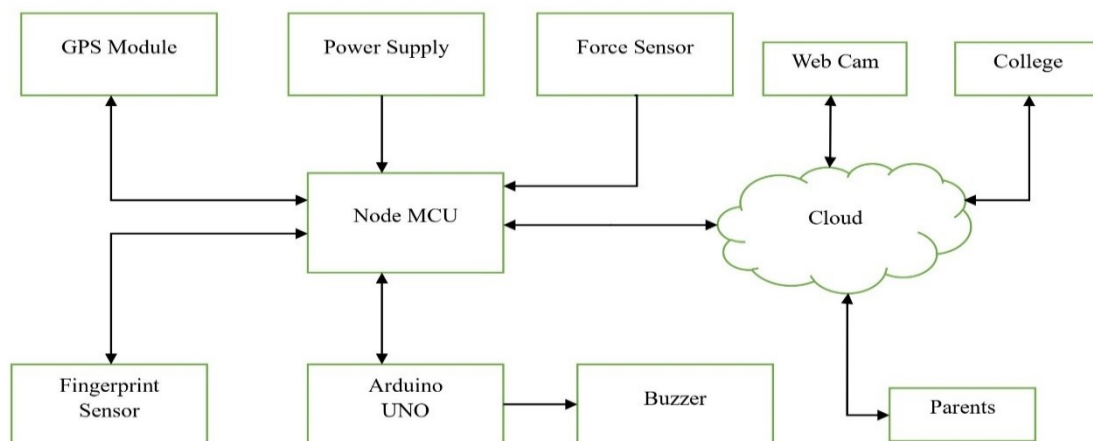 GPS Module
Power Supply
Force Sensor
Web Cam
College
Node MCU
Cloud
Fingerprint
Sensor
Arduino
UNO
Buzzer
Parents